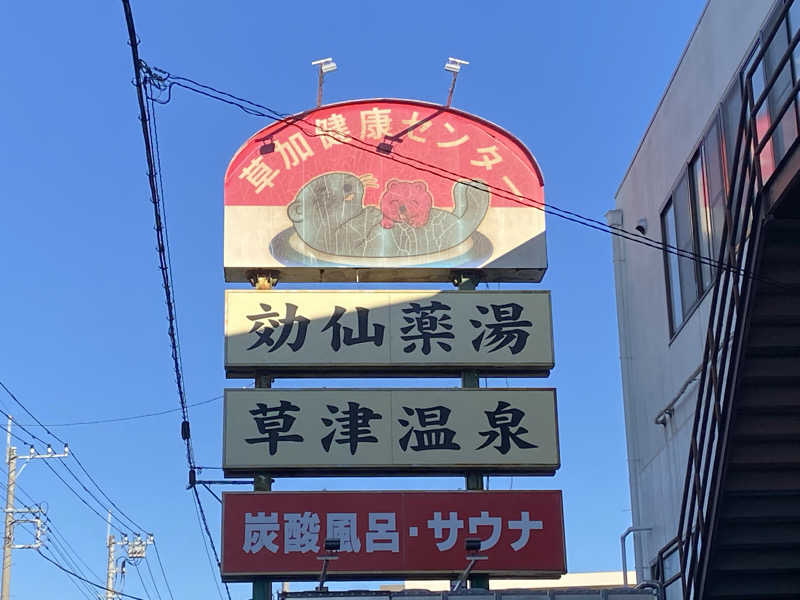 草加健康センター
効仙薬湯
草津温泉
炭酸風呂・サウナ